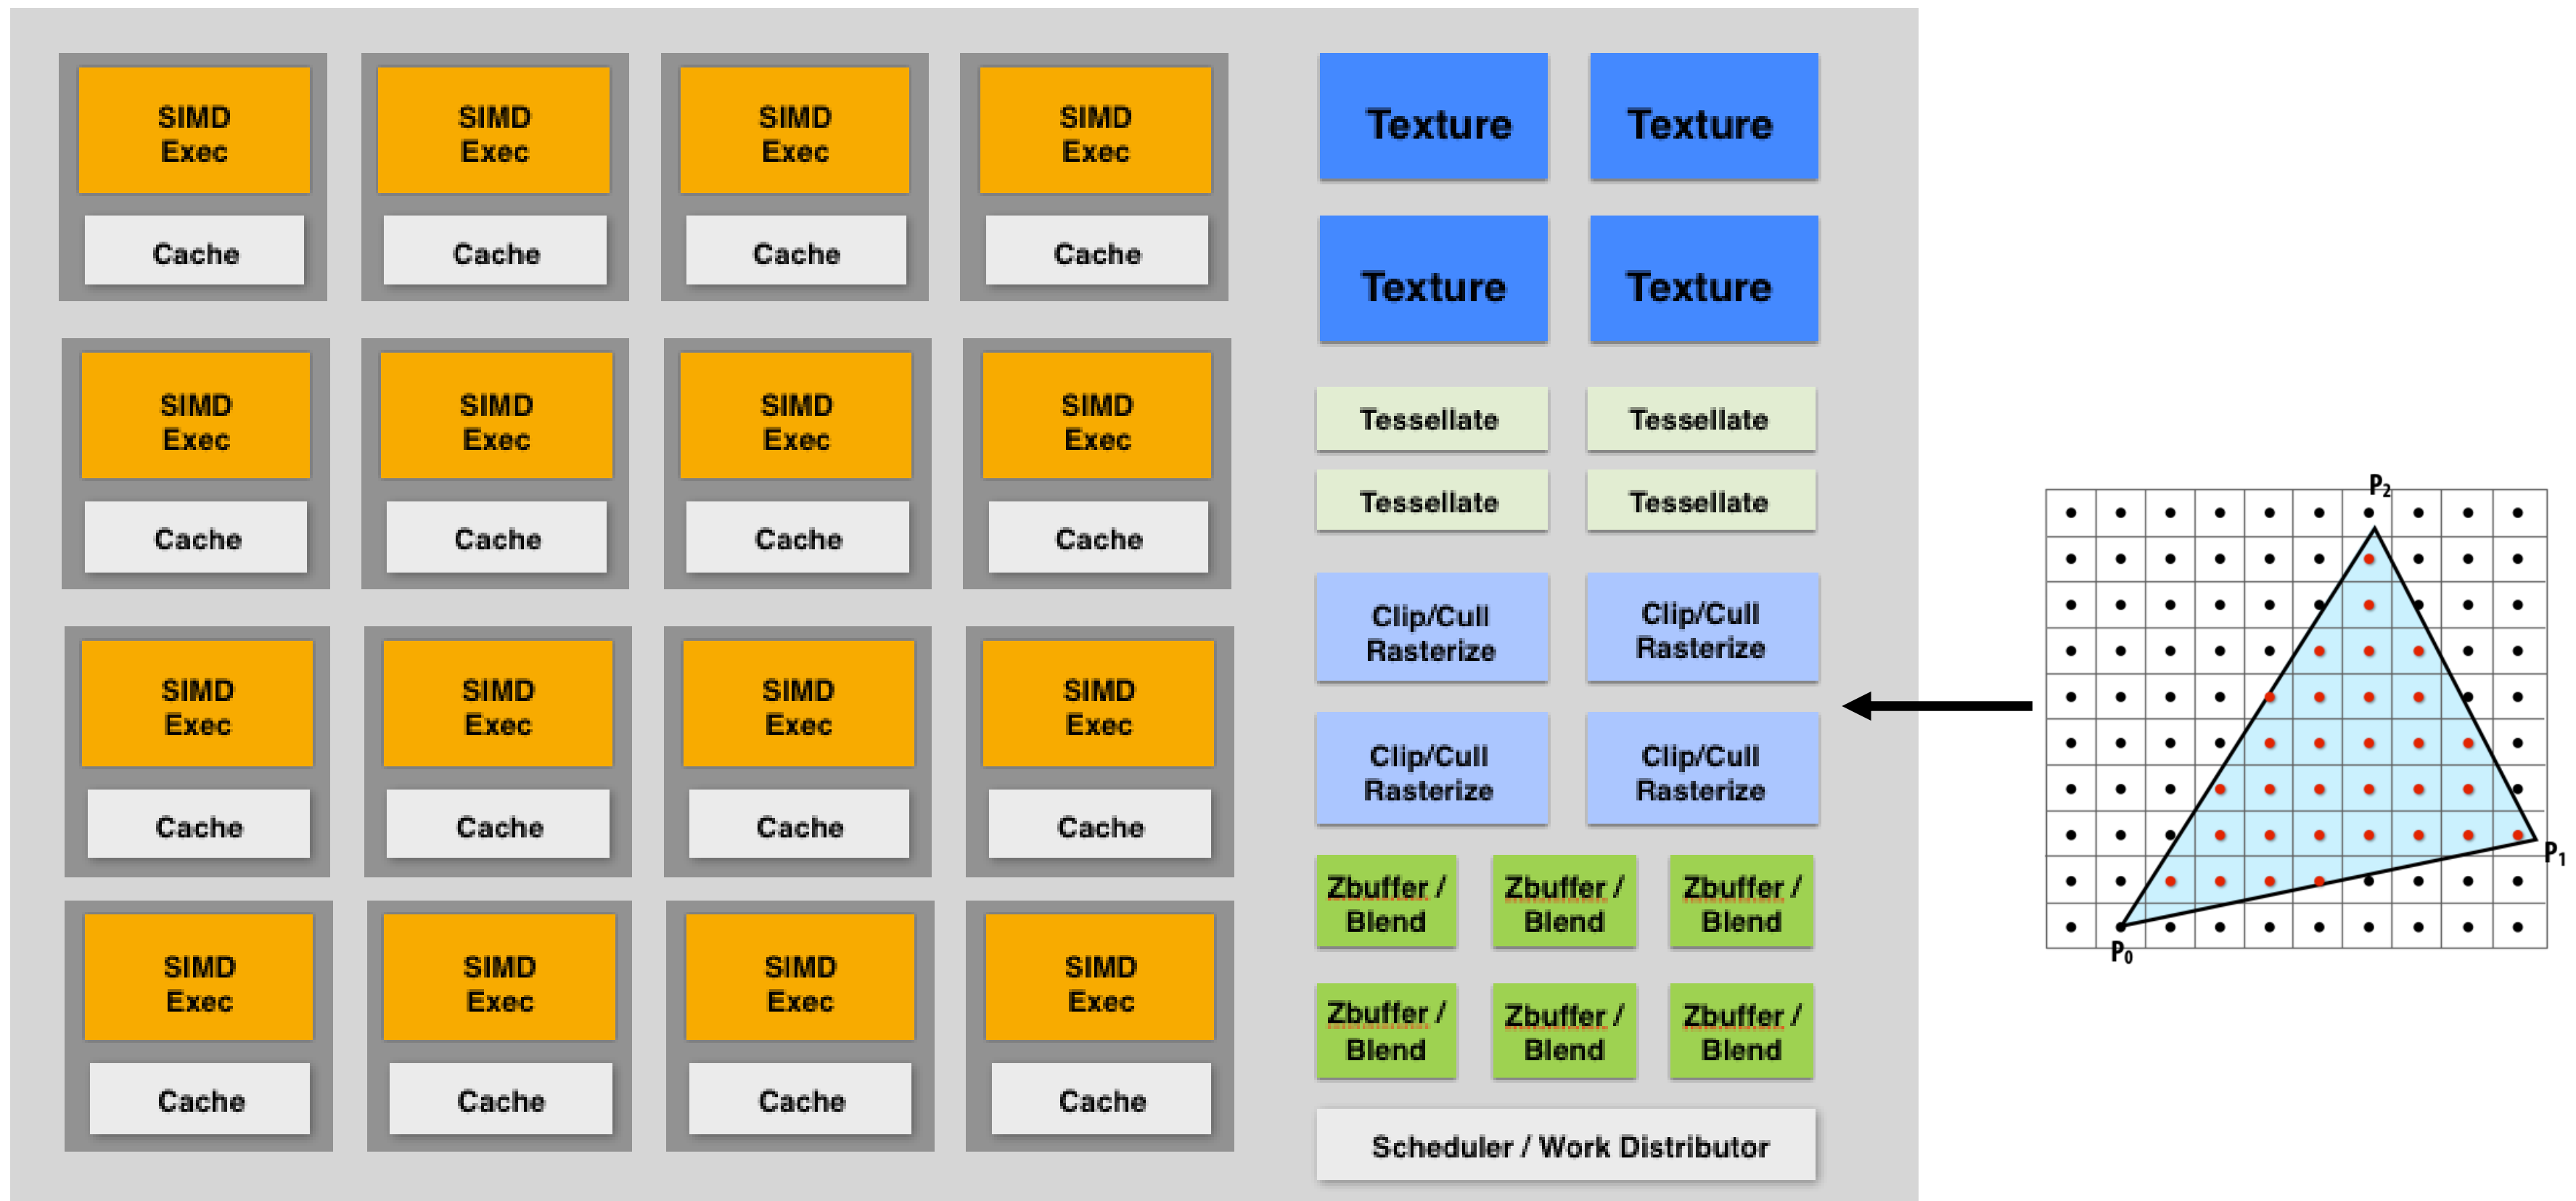 SIMD
Exec
Cache
SIMD
Exec
Cache
SIMD
Exec
Cache
SIMD
Exec
Cache
SIMD
Exec
Cache
SIMD
Exec
Cache
SIMD
Exec
Cache
SIMD
Exec
Cache
SIMD
Exec
Cache
SIMD
Exec
Cache
SIMD
Exec
Cache
SIMD
Exec
Cache
SIMD
Exec
Cache
SIMD
Exec
Cache
SIMD
Exec
Cache
SIMD
Exec
Cache
Texture
Texture
Texture
Texture
Tessellate
Tessellate
Tessellate
Tessellate
Clip/Cull
Rasterize
Clip/Cull
Rasterize
Clip/Cull
Rasterize
Clip/Cull
Rasterize
Zbuffer /
Blend
Zbuffer /
Blend
Zbuffer /
Blend
Zbuffer /
Blend
Zbuffer /
Blend
Zbuffer /
Blend
Scheduler / Work Distributor
P2
P1
P0